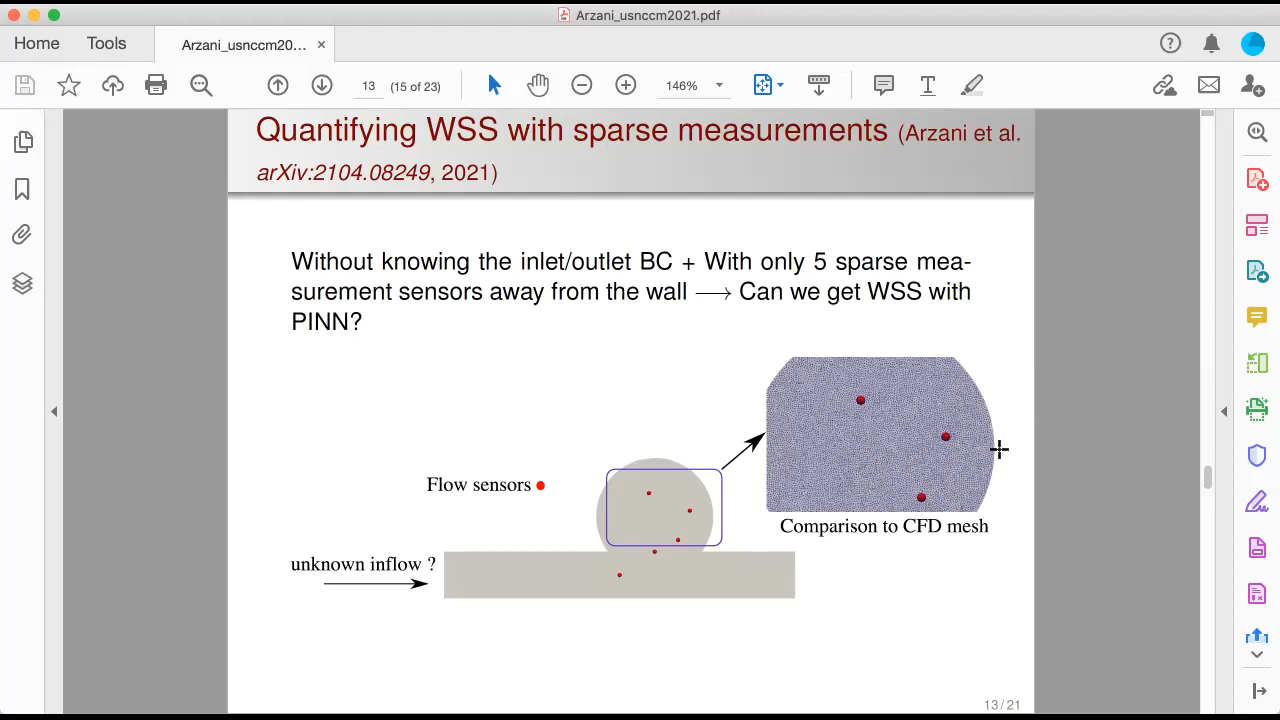 Arzani_usnccm2021.pdf
Home Tools Arzani_usnccm20... ×
13 (15 of 23) 146%
Quantifying WSS with sparse measurements (Arzani et al.
arXiv:2104.08249, 2021)
Without knowing the inlet/outlet BC + With only 5 sparse mea-
surement sensors away from the wall ⟶ Can we get WSS with
PINN?
Flow sensors
Comparison to CFD mesh
unknown inflow ?
13/21